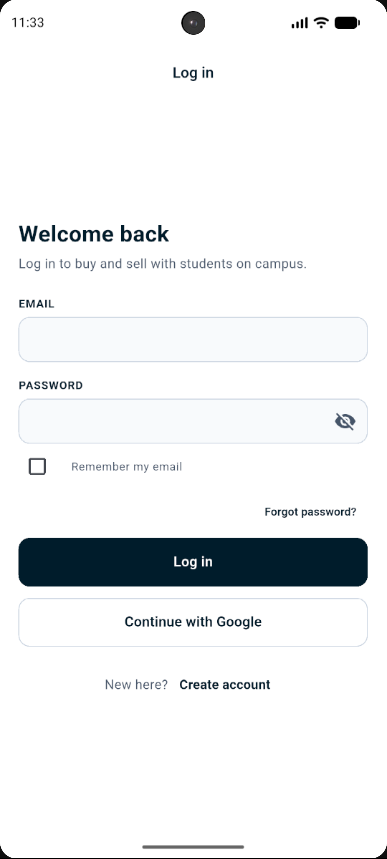 11:33
Log in
Welcome back
Log in to buy and sell with students on campus.
EMAIL
PASSWORD
Remember my email
Forgot password?
Log in
Continue with Google
New here? Create account